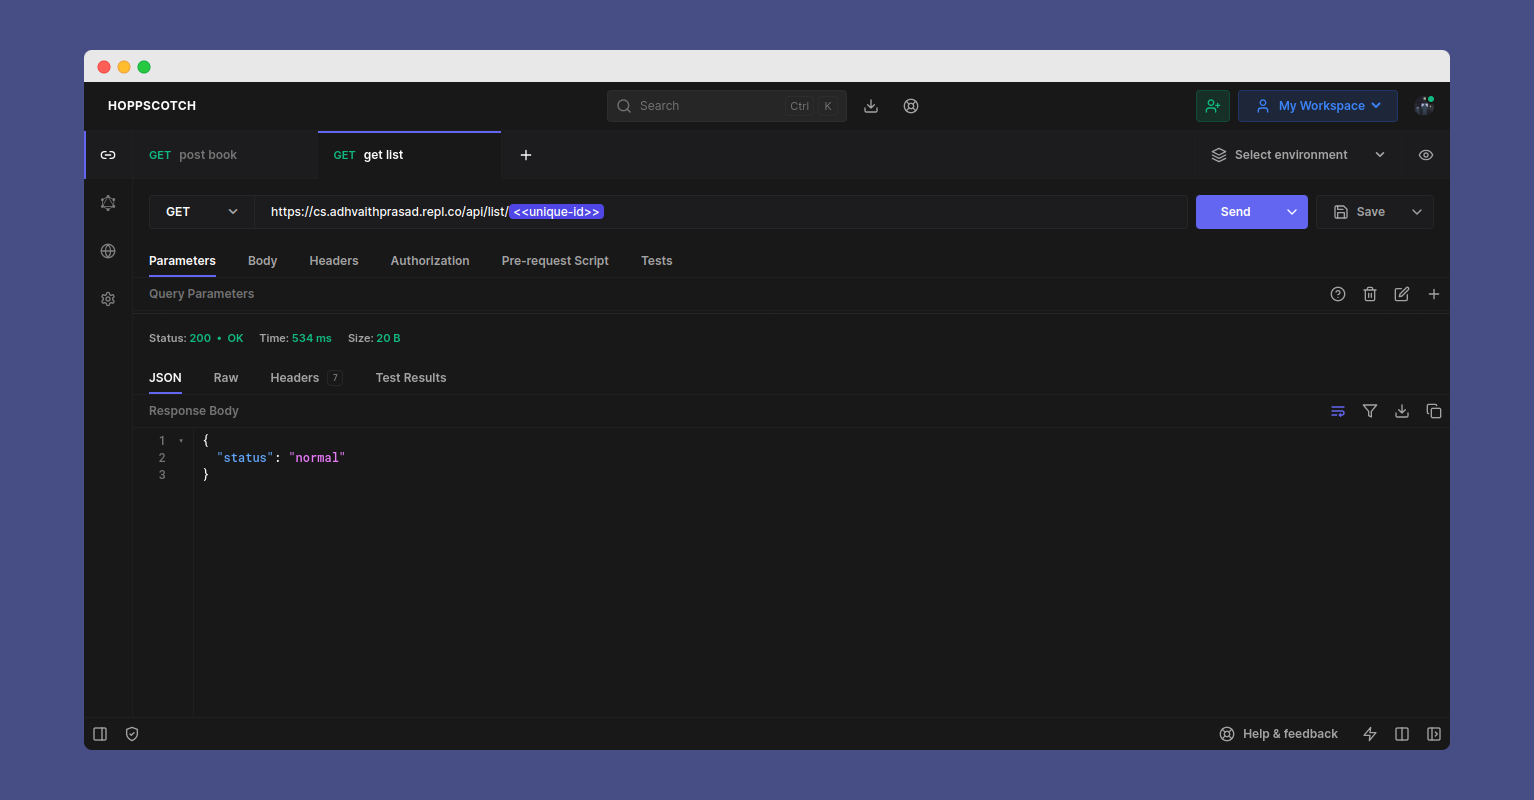 HOPPSCOTCH
Search
Ctrl K
My Workspace
GET post book
GET get list
Select environment
GET
https://cs.adhvaithprasad.repl.co/api/list/<<unique-id>>
Send
Save
Parameters Body Headers Authorization Pre-request Script Tests
Query Parameters
Status: 200 • OK Time: 534 ms Size: 20 B
JSON Raw Headers 7 Test Results
Response Body
1 {
2 "status": "normal"
3 }
Help & feedback